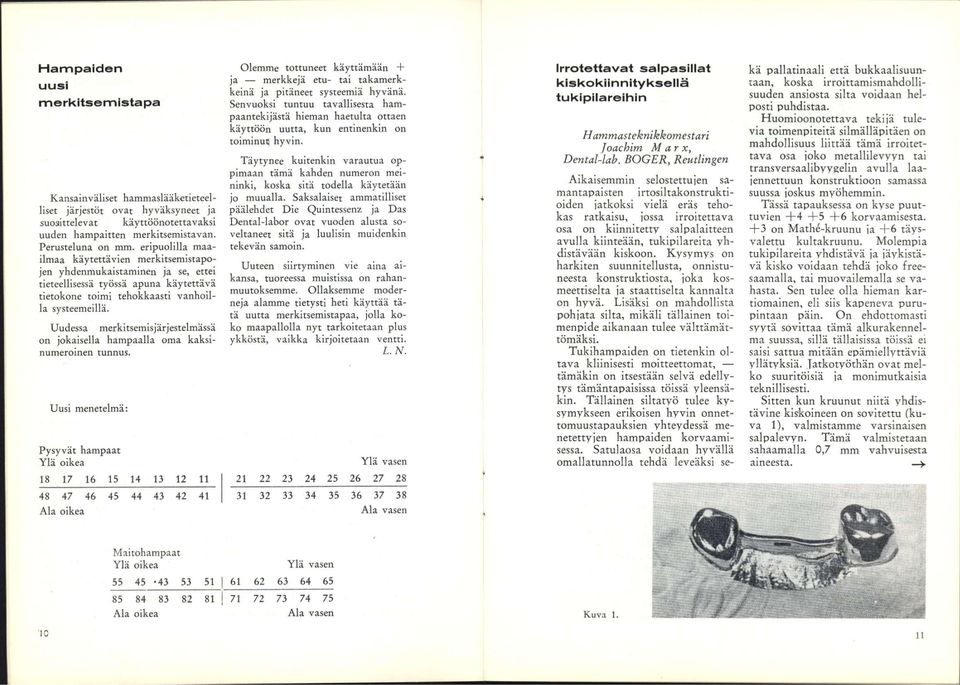 Hampaiden
uusi
merkitsemistapa
Kansainväliset hammaslääketieteel-
liset järjestöt ovat hyväksyneet ja
suosittelevat käyttöönotettavaksi
uuden hampaitten merkitsemistavan.
Perusteluna on mm. eripuolilla maa-
ilmaa käytettävien merkitsemistapo-
jen yhdenmukaistaminen ja se, ettei
tieteellisessä työssä apuna käytettävä
tietokone toimi tehokkaasti vanhoil-
la systeemeillä.
Uudessa merkitsemisjärjestelmässä
on jokaisella hampaalla oma kaksi-
numeroinen tunnus.
Olemme tottuneet käyttämään +
ja — merkkejä etu- tai takamerk-
keinä ja pitäneet systeemiä hyvänä.
Senvuoksi tuntuu tavallisesta ham-
paantekijästä hieman haetulta ottaen
käyttöön uutta, kun entinenkin on
toiminut hyvin.
Täytynee kuitenkin varautua op-
pimaan tämä kahden numeron mei-
ninki, koska sitä todella käytetään
jo muualla. Saksalaiset ammatilliset
päälehdet Die Quintessenz ja Das
Dental-labor ovat vuoden alusta so-
veltaneet sitä ja luulisin muidenkin
tekevän samoin.
Uuteen siirtyminen vie aina ai-
kansa, tuoreessa muistissa on rahan-
muutoksemme. Ollaksemme moder-
neja alamme tietysti heti käyttää tä-
tä uutta merkitsemistapaa, jolla ko-
ko maapallolla nyt tarkoitetaan plus
ykköstä, vaikka kirjoitetaan ventti.
L. N.
Uusi menetelmä:
Pysyvät hampaat
Ylä oikea Ylä vasen
18 17 16 15 14 13 12 11 | 21 22 23 24 25 26 27 28
48 47 46 45 44 43 42 41 | 31 32 33 34 35 36 37 38
Ala oikea Ala vasen
Maitohampaat
Ylä oikea Ylä vasen
55 45 ·43 53 51 | 61 62 63 64 65
85 84 83 82 81 | 71 72 73 74 75
Ala oikea Ala vasen
10
Irrotettavat salpasillat
kiskokiinnityksellä
tukipilareihin
Hammasteknikkomestari
Joachim Marx,
Dental-lab. BOGER, Reutlingen
Aikaisemmin selostettujen sa-
mantapaisten irtosiltakonstrukti-
oiden jatkoksi vielä eräs teho-
kas ratkaisu, jossa irroitettava
osa on kiinnitetty salpalaitteen
avulla kiinteään, tukipilareita yh-
distävään kiskoon. Kysymys on
harkiten suunnitellusta, onnistu-
neesta konstruktiosta, joka kos-
meettiselta ja staattiselta kannalta
on hyvä. Lisäksi on mahdollista
pohjata silta, mikäli tällainen toi-
menpide aikanaan tulee välttämät-
tömäksi.
Tukihampaiden on tietenkin ol-
tava kliinisesti moitteettomat, —
tämäkin on itsestään selvä edelly-
tys tämäntapaisissa töissä yleensä-
kin. Tällainen siltatyö tulee ky-
symykseen erikoisen hyvin onnet-
tomuustapauksien yhteydessä me-
netettyjen hampaiden korvaami-
sessa. Satulaosa voidaan hyvällä
omallatunnolla tehdä leveäksi se-
kä pallatinaali että bukkaalisuun-
taan, koska irroittamismahdolli-
suuden ansiosta silta voidaan hel-
posti puhdistaa.
Huomioonotettava tekijä tule-
via toimenpiteitä silmälläpitäen on
mahdollisuus liittää tämä irroitet-
tava osa joko metallilevyyn tai
transversaalibyygelin avulla laa-
jennettuun konstruktioon samassa
suussa joskus myöhemmin.
Tässä tapauksessa on kyse puut-
tuvien +4 +5 +6 korvaamisesta.
+3 on Mathé-kruunu ja +6 täys-
valettu kultakruunu. Molempia
tukipilareita yhdistävä ja jäykistä-
vä kisko voidaan tehdä joko free-
saamalla, tai muovailemalla se va-
hasta. Sen tulee olla hieman kar-
tiomainen, eli siis kapeneva puru-
pintaan päin. On ehdottomasti
syytä sovittaa tämä alkurakennel-
ma suussa, sillä tällaisissa töissä ei
saisi sattua mitään epämiellyttäviä
yllätyksiä. Jatkotyöthän ovat mel-
ko suuritöisiä ja monimutkaisia
teknillisesti.
Sitten kun kruunut niitä yhdis-
tävine kiskoineen on sovitettu (ku-
va 1), valmistamme varsinaisen
salpalevyn. Tämä valmistetaan
sahaamalla 0,7 mm vahvuisesta
aineesta. →
Kuva 1.
11